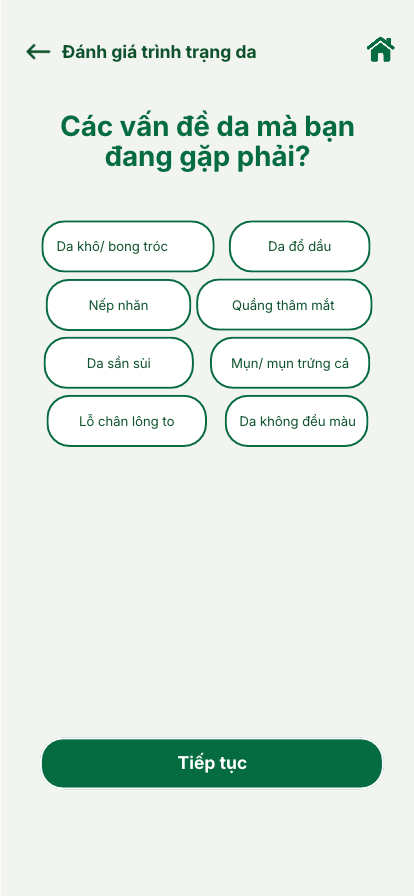 Đánh giá trình trạng da
Các vấn đề da mà bạn
đang gặp phải?
Da khô/ bong tróc
Da đổ dầu
Nếp nhăn
Quầng thâm mắt
Da sần sùi
Mụn/ mụn trứng cá
Lỗ chân lông to
Da không đều màu
Tiếp tục